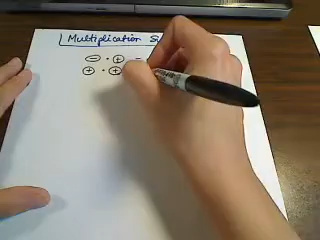 Multiplication
⊖ · ⊕ =
⊕ · ⊕